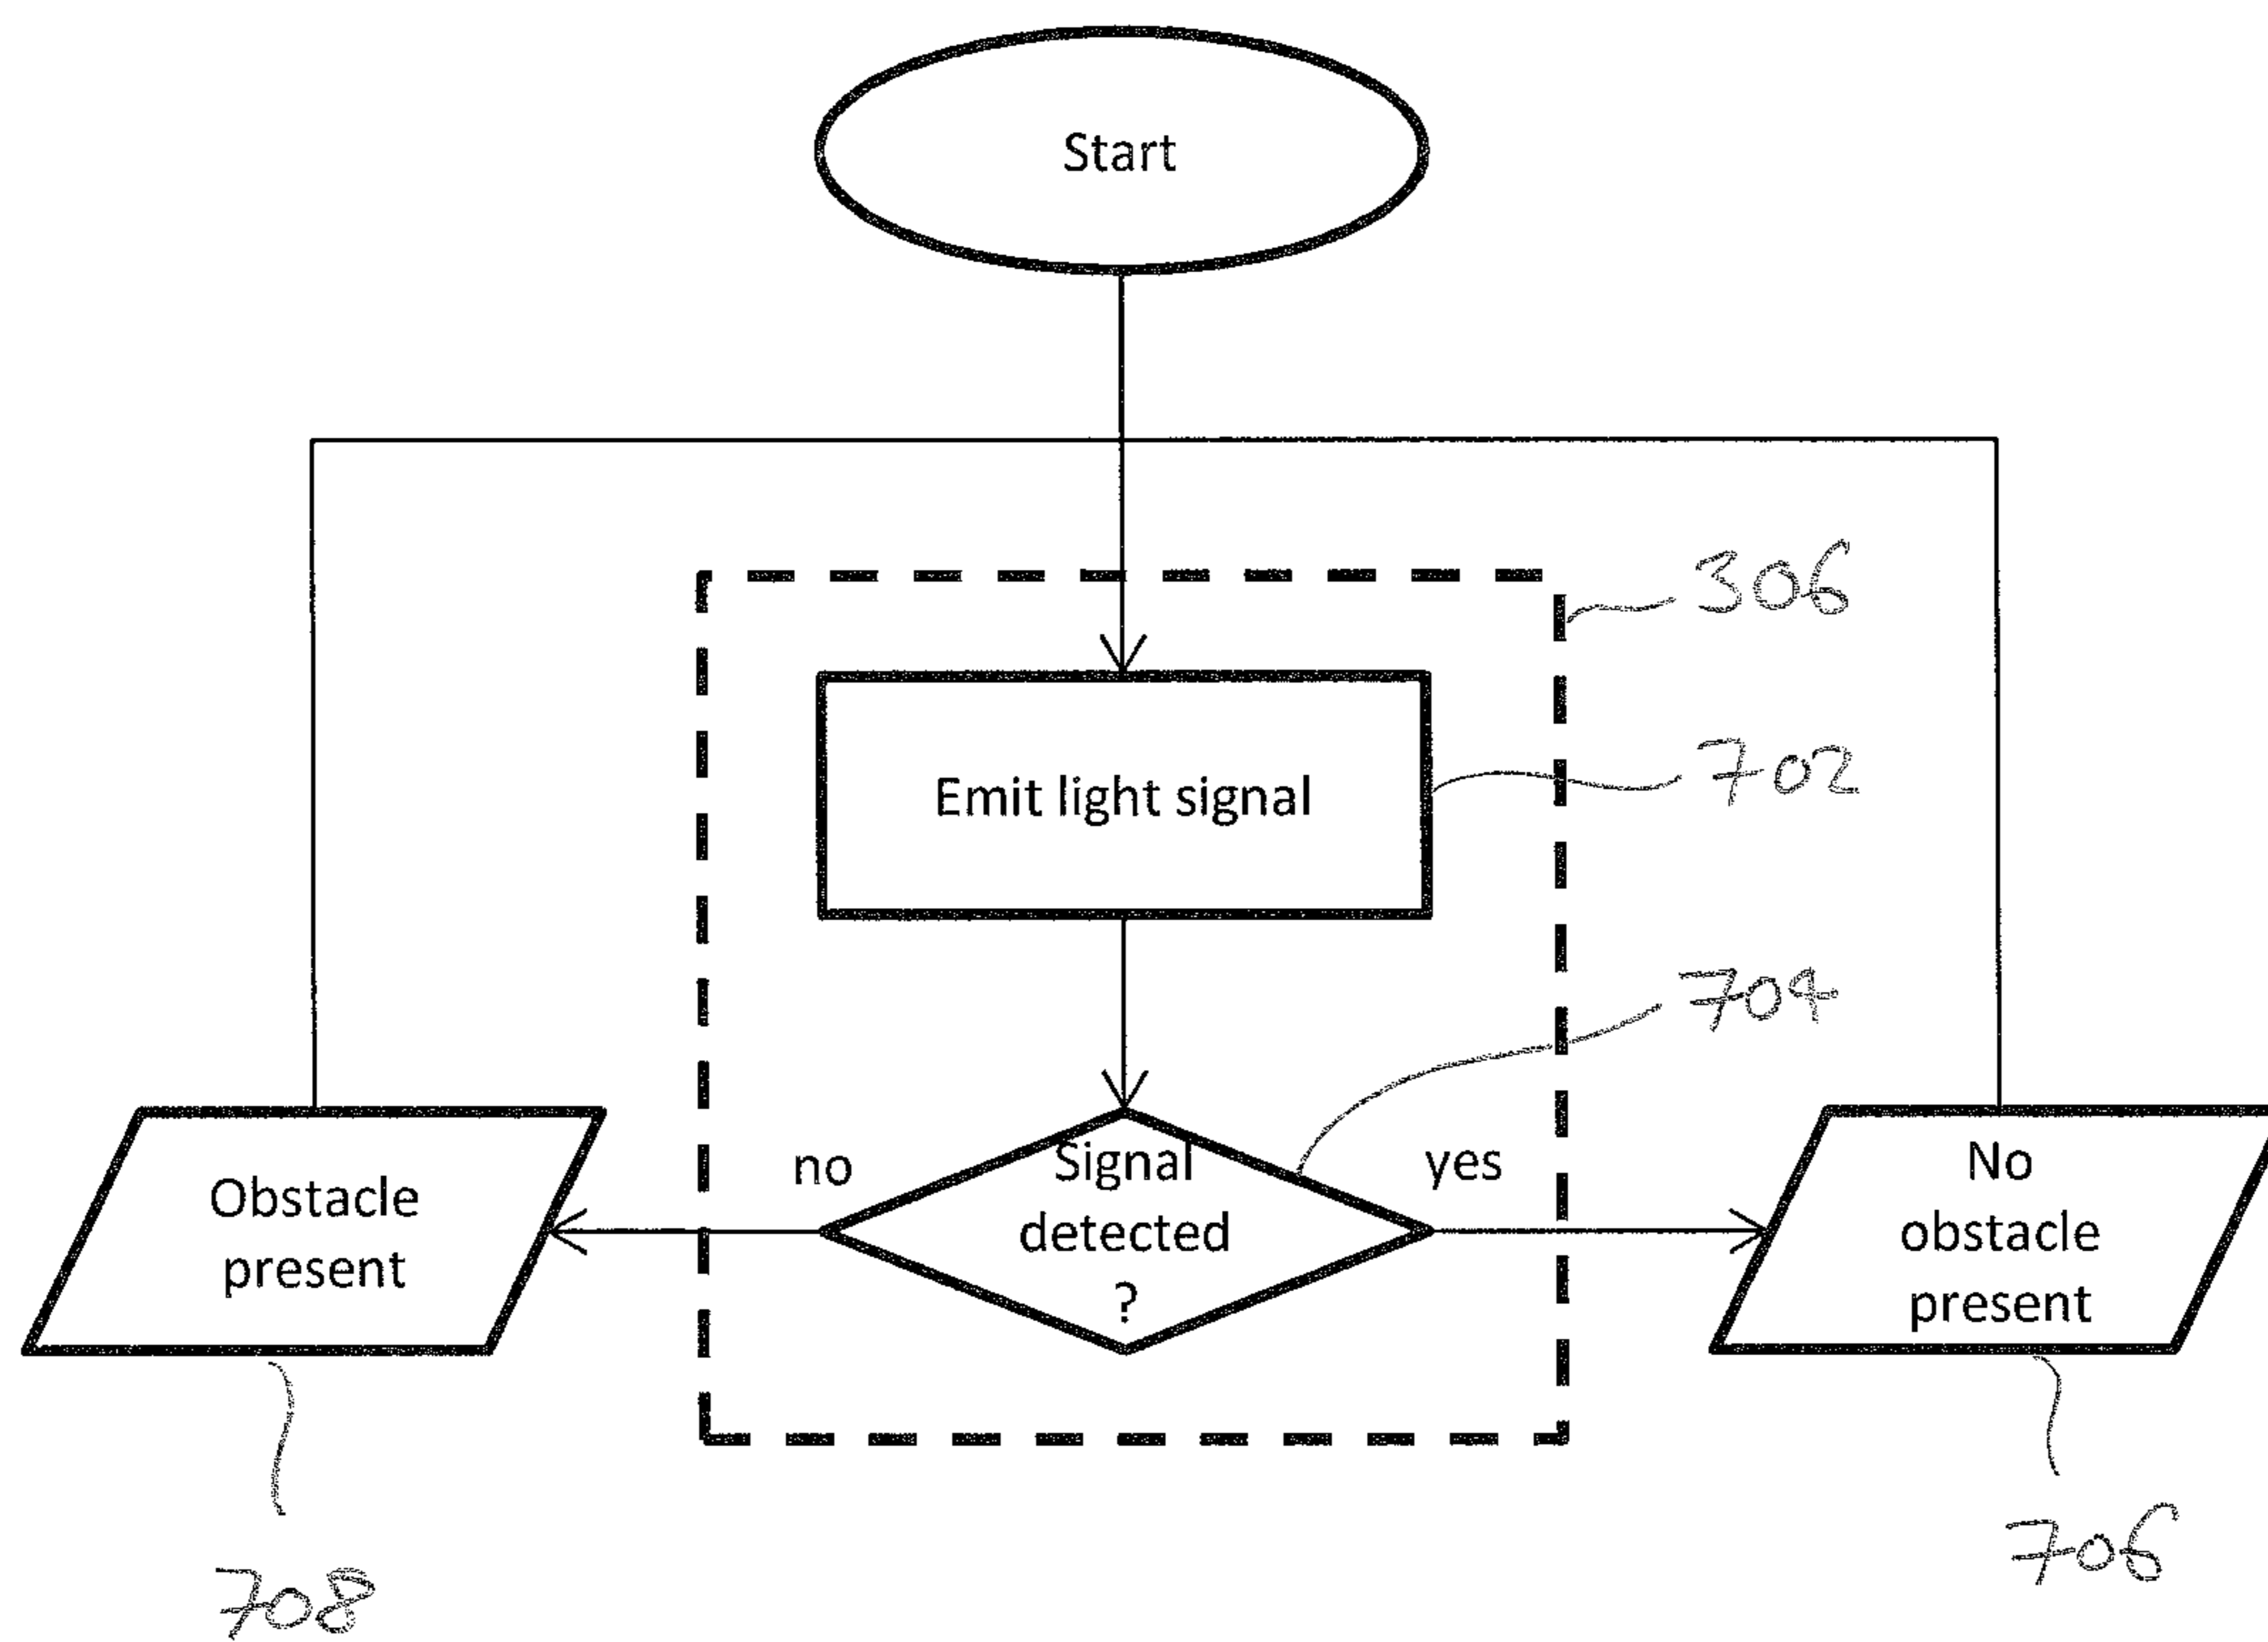 Start
306
Emit light signal
702
704
no
Signal
detected
?
yes
Obstacle
present
No
obstacle
present
708
706